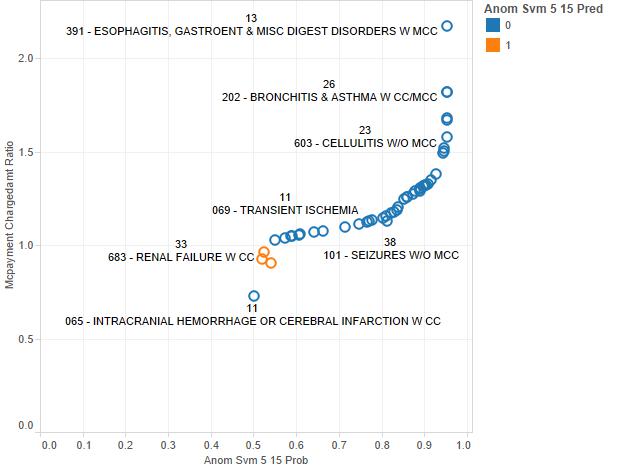 13
391 - ESOPHAGITIS, GASTROENT & MISC DIGEST DISORDERS W MCC
26
202 - BRONCHITIS & ASTHMA W CC/MCC
23
603 - CELLULITIS W/O MCC
11
069 - TRANSIENT ISCHEMIA
33
683 - RENAL FAILURE W CC
38
101 - SEIZURES W/O MCC
11
065 - INTRACRANIAL HEMORRHAGE OR CEREBRAL INFARCTION W CC
2.0
1.5
1.0
0.5
0.0
Mcpayment Chargedamt Ratio
0.0 0.1 0.2 0.3 0.4 0.5 0.6 0.7 0.8 0.9 1.0
Anom Svm 5 15 Prob
Anom Svm 5 15 Pred
0
1